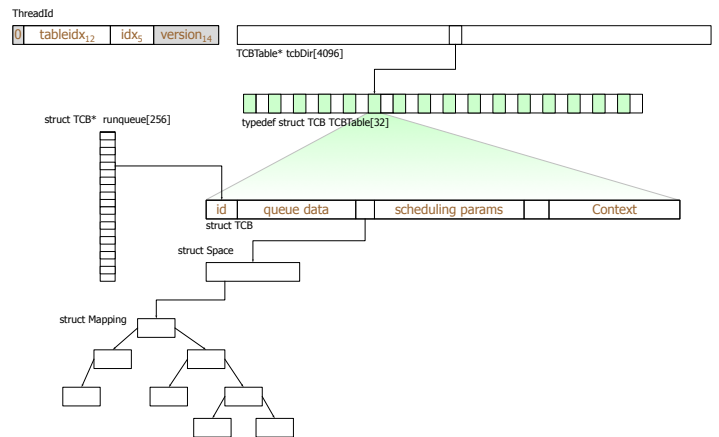 ThreadId
0 tableidx12 idx5 version14
TCBTable* tcbDir[4096]
typedef struct TCB TCBTable[32]
struct TCB* runqueue[256]
id queue data scheduling params Context
struct TCB
struct Space
struct Mapping